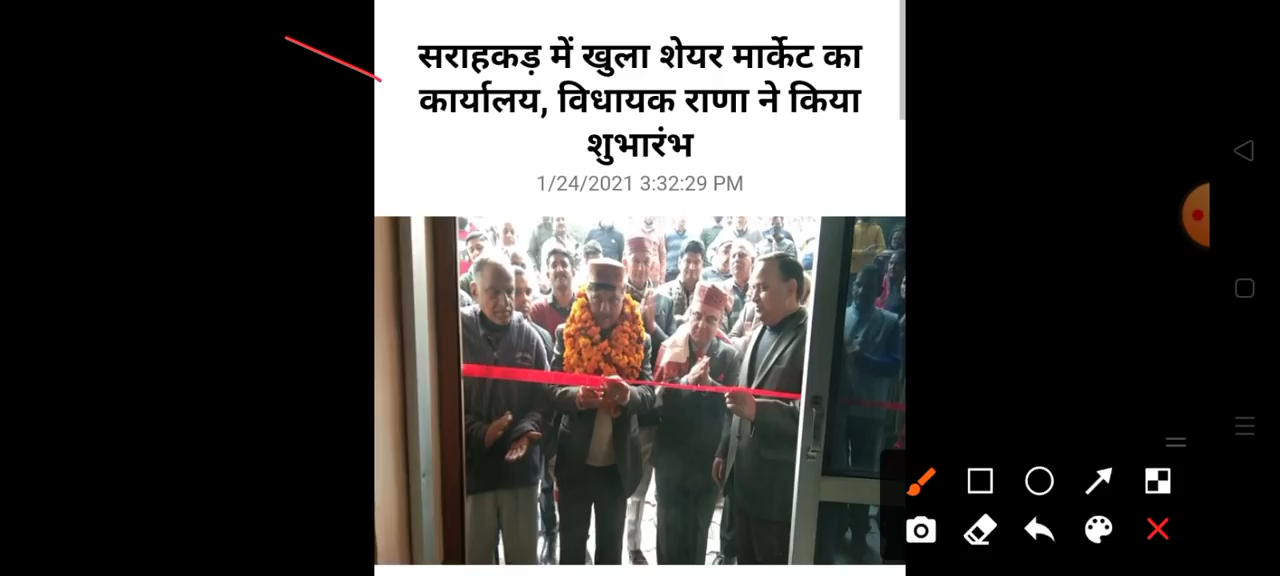 सराहकड़ में खुला शेयर मार्केट का
कार्यालय, विधायक राणा ने किया
शुभारंभ
1/24/2021 3:32:29 PM